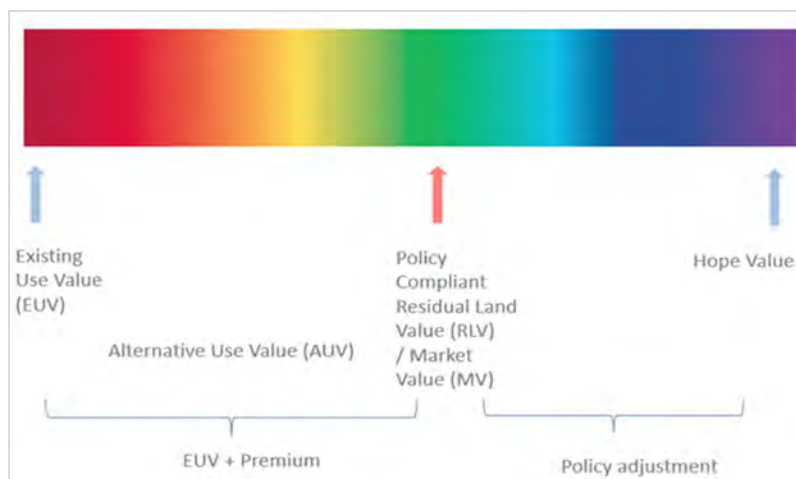 Existing
Use Value
(EUV)
Policy
Compliant
Residual Land
Value (RLV)
/ Market
Value (MV)
Hope Value
Alternative Use Value (AUV)
EUV + Premium
Policy adjustment